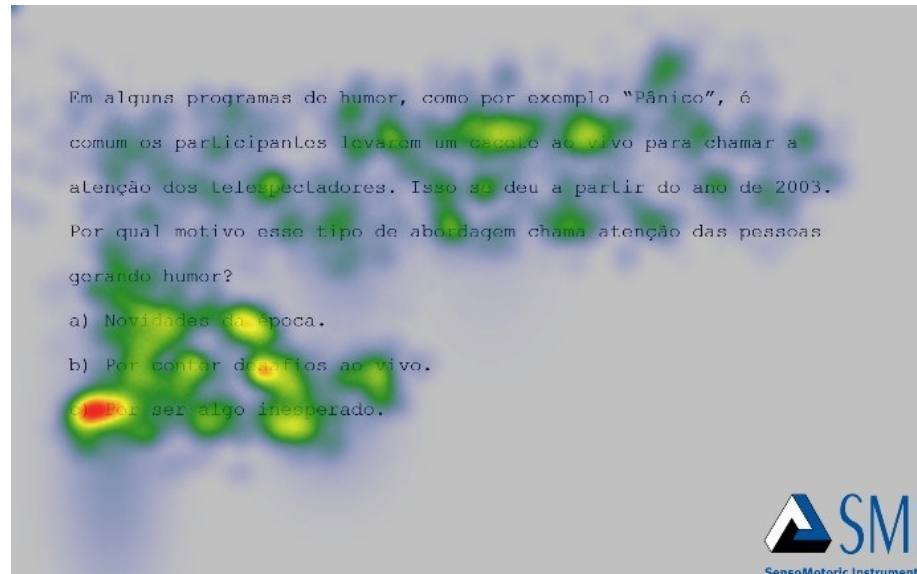 Em alguns programas de humor, como por exemplo “Pânico”, é
comum os participantes levarem um cacete ao vivo para chamar a
atenção dos telespectadores. Isso se deu a partir do ano de 2003.
Por qual motivo esse tipo de abordagem chama atenção das pessoas
gerando humor?
a) Novidades da época.
b) Por conter desafios ao vivo.
c) Por ser algo inesperado.
SM
SensoMotoric Instrument